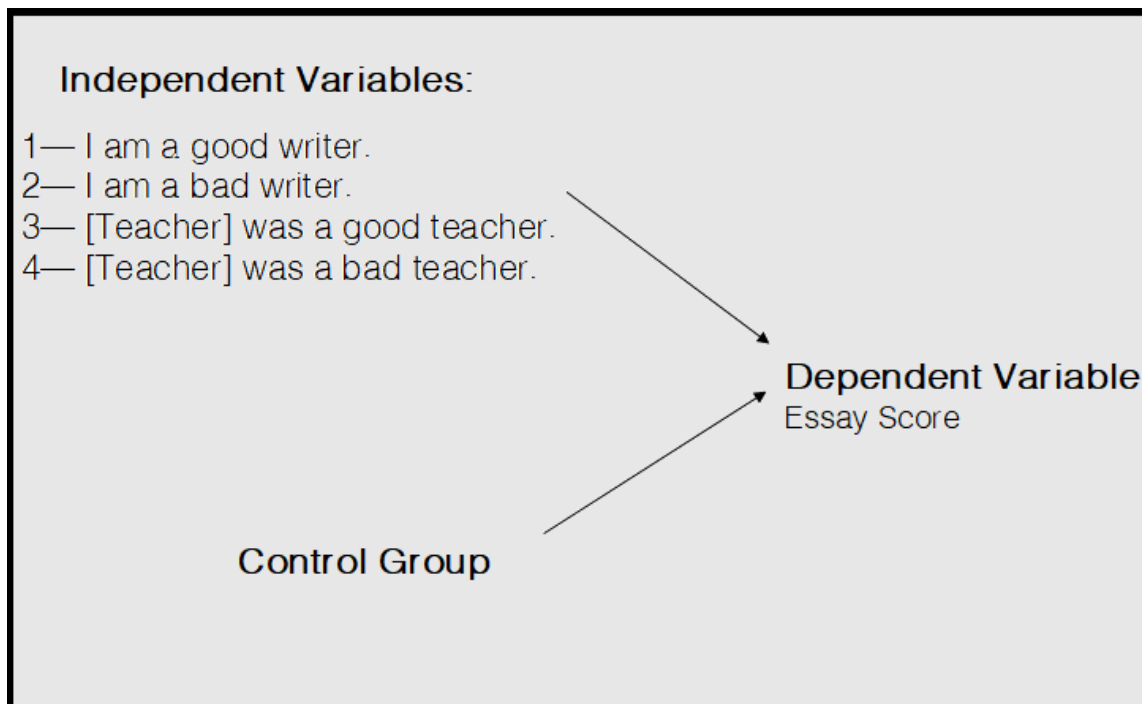 Independent Variables:
1— I am a good writer.
2— I am a bad writer.
3— [Teacher] was a good teacher.
4— [Teacher] was a bad teacher.
Dependent Variable
Essay Score
Control Group